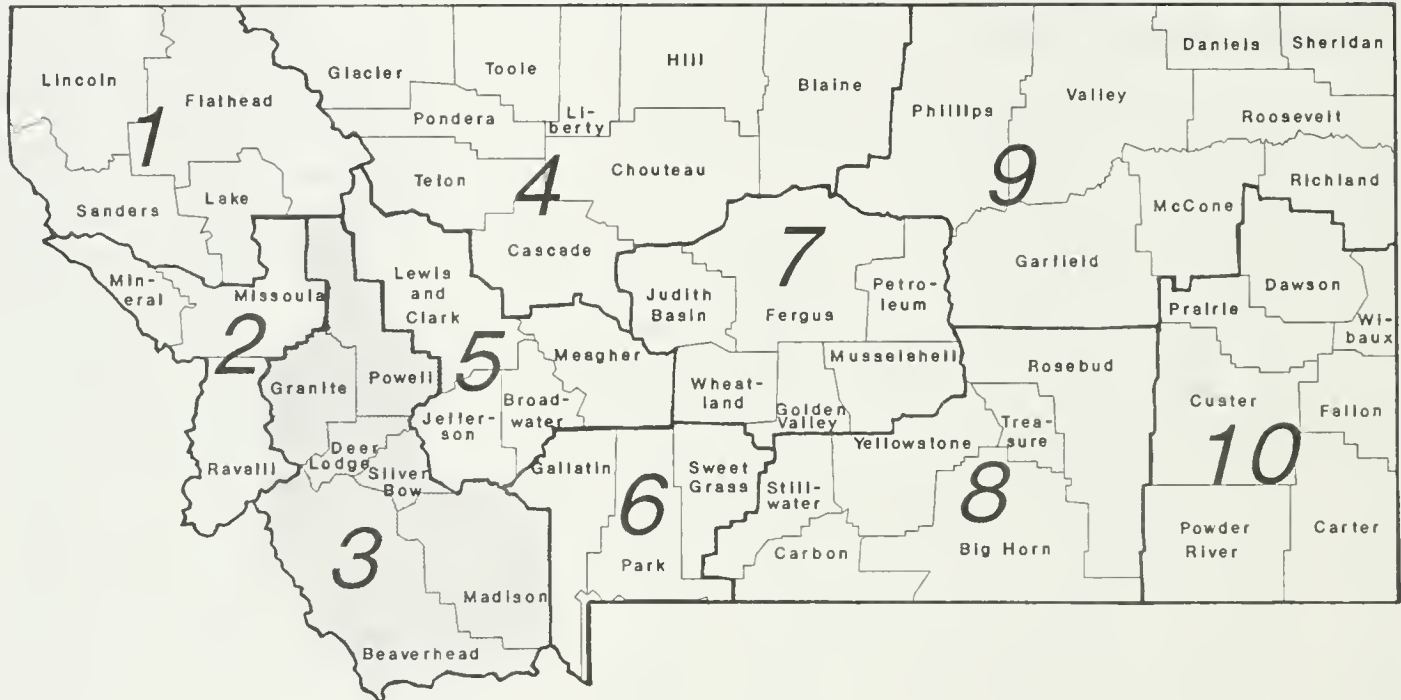 Lincoln
Flathead
1
Sanders
Lake
Glacier
Toole
Hill
Blaine
Pondera
Li-
berty
Teton
4
Chouteau
Cascade
Phillips
Valley
Daniels
Sheridan
Roosevelt
9
Richland
McCone
Garfield
Min-
eral
Missoula
2
Ravalli
Lewis
and
Clark
5
Meagher
Broad-
water
Jeffer-
son
Granite
Powell
Deer
Lodge
Silver
Bow
3
Madison
Beaverhead
Judith
Basin
7
Fergus
Petro-
leum
Wheat-
land
Golden
Valley
Musselshell
Gallatin
6
Park
Sweet
Grass
Still-
water
Yellowstone
Trea-
sure
Rosebud
8
Carbon
Big Horn
Prairie
Dawson
Wi-
baux
Custer
Fallon
10
Powder
River
Carter